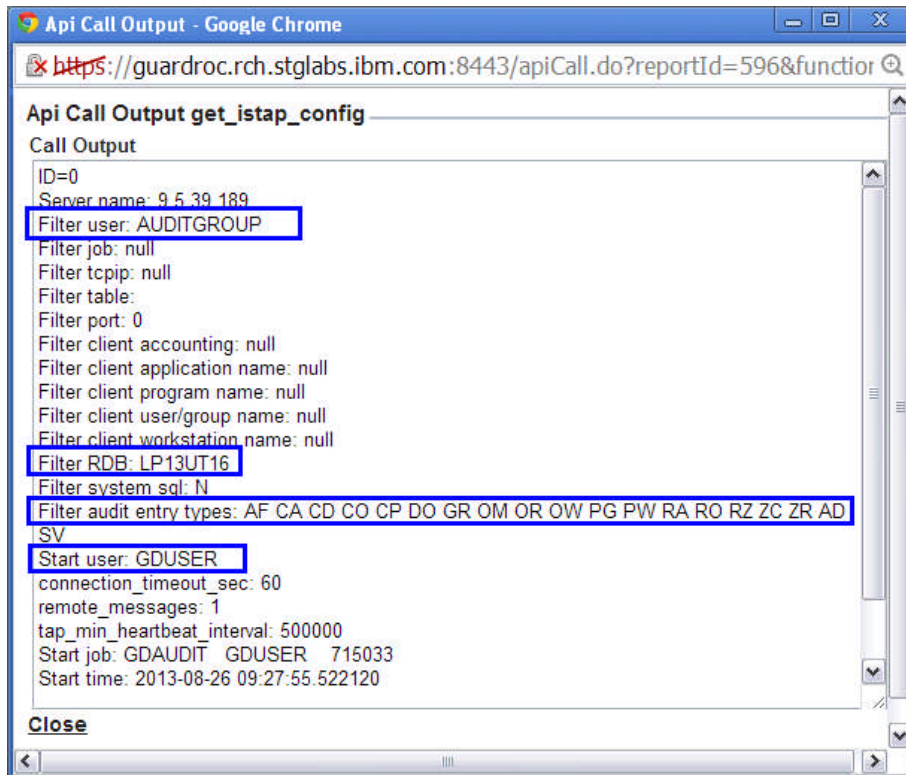 Api Call Output - Google Chrome
https://guardroc.rch.stglabs.ibm.com:8443/apiCall.do?reportId=596&function
Api Call Output get_istap_config
Call Output
ID=0
Server name: 9.5.39.189
Filter user: AUDITGROUP
Filter job: null
Filter tcpip: null
Filter table:
Filter port: 0
Filter client accounting: null
Filter client application name: null
Filter client program name: null
Filter client user/group name: null
Filter client workstation name: null
Filter RDB: LP13UT16
Filter system sql: N
Filter audit entry types: AF CA CD CO CP DO GR OM OR OW PG PW RA RO RZ ZC ZR AD
SV
Start user: GDUSER
connection_timeout_sec: 60
remote_messages: 1
tap_min_heartbeat_interval: 500000
Start job: GDAUDIT GDUSER 715033
Start time: 2013-08-26 09:27:55.522120
Close